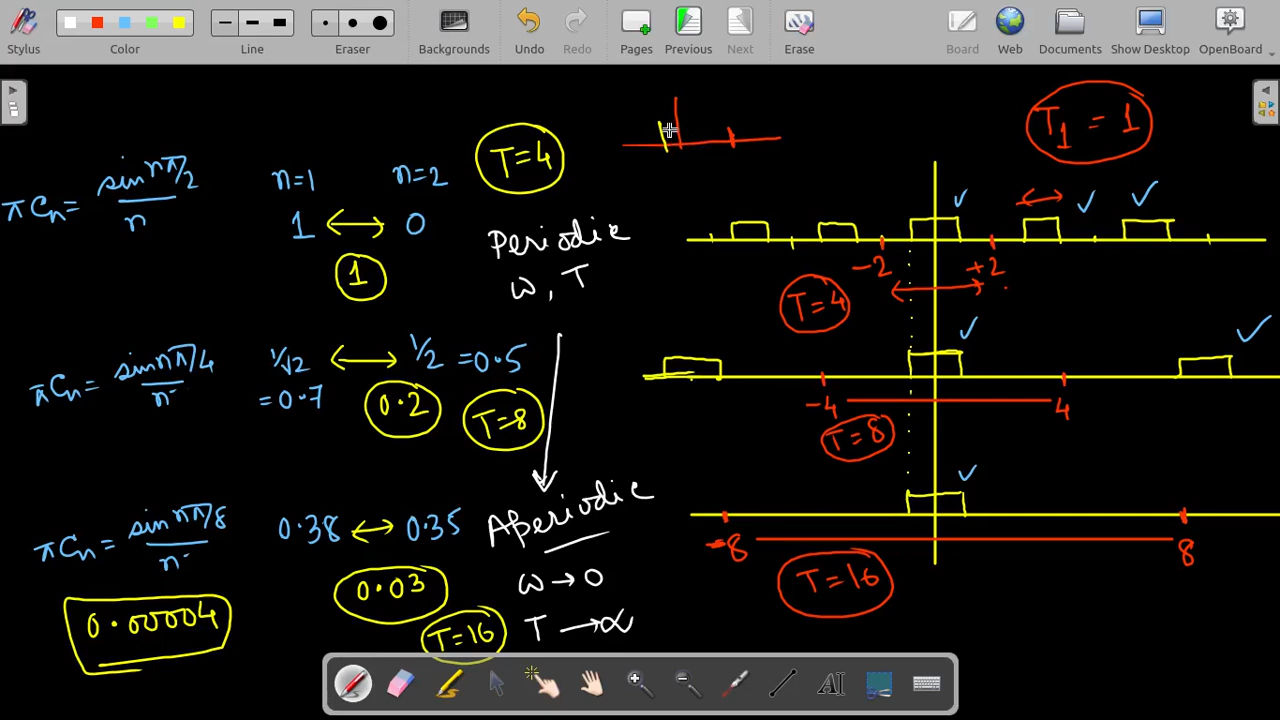 Stylus
Color
Line
Eraser
Backgrounds
Undo
Redo
Pages
Previous
Next
Erase
Board
Web
Documents
Show Desktop
OpenBoard
πCn = sin nπ/2 / n
n=1
n=2
1 ↔ 0
1
T=4
Periodic
ω, T
πCn = sin nπ/4 / n
1/√2 ↔ 1/2 = 0.5
= 0.7
0.2
T=8
πCn = sin nπ/8 / n
0.38 ↔ 0.35
0.03
T=16
0.00004
Aperiodic
ω → 0
T → ∝
T1 = 1
-2
+2
T=4
-4
4
T=8
-8
8
T=16